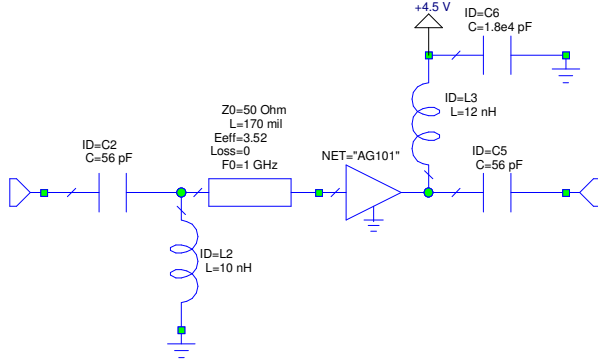 +4.5 V
ID=C6
C=1.8e4 pF
ID=L3
L=12 nH
Z0=50 Ohm
L=170 mil
Eeff=3.52
Loss=0
F0=1 GHz
ID=C2
C=56 pF
NET="AG101"
ID=C5
C=56 pF
ID=L2
L=10 nH